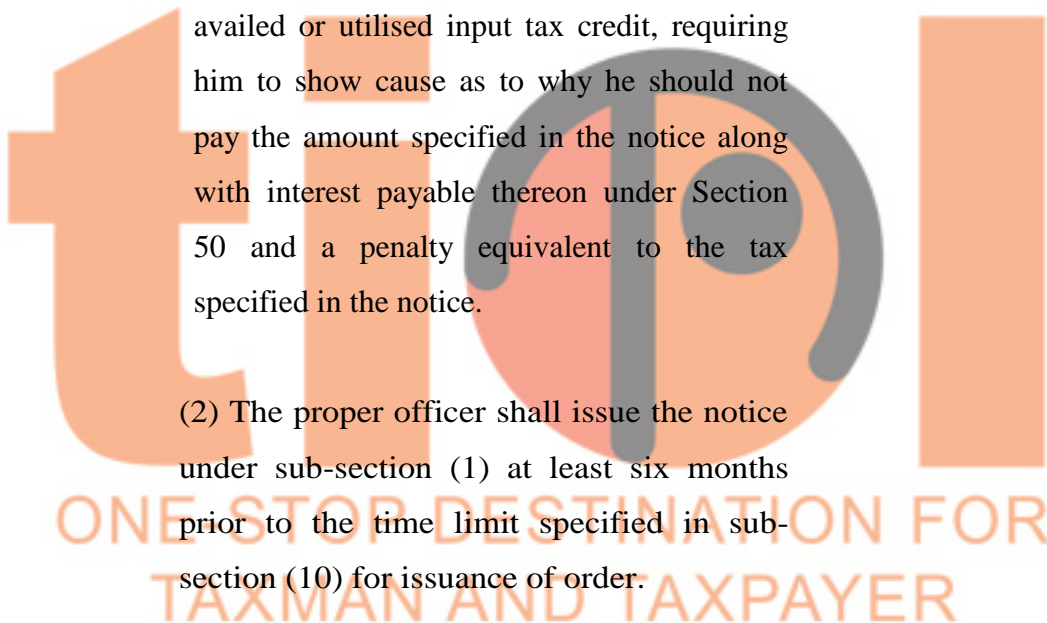 availed or utilised input tax credit, requiring
him to show cause as to why he should not
pay the amount specified in the notice along
with interest payable thereon under Section
50 and a penalty equivalent to the tax
specified in the notice.
(2) The proper officer shall issue the notice
under sub-section (1) at least six months
prior to the time limit specified in sub-
section (10) for issuance of order.
tiol
ONE-STOP DESTINATION FOR
TAXMAN AND TAXPAYER